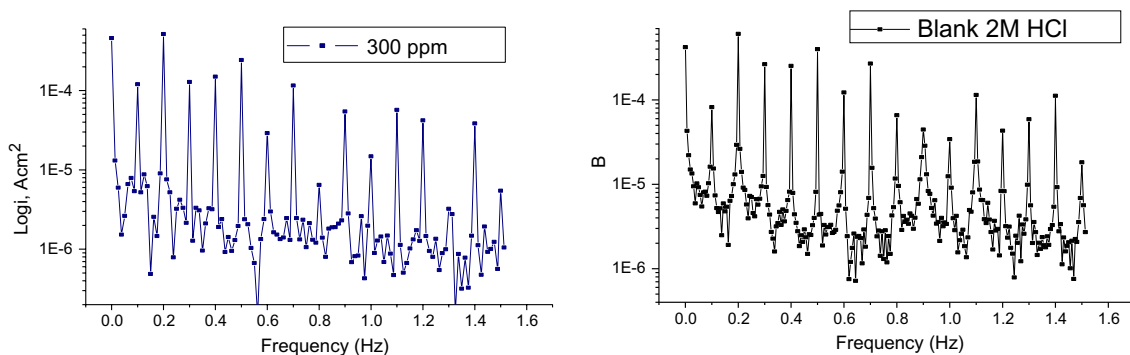 300 ppm
Logi, Acm²
1E-4
1E-5
1E-6
0.0 0.2 0.4 0.6 0.8 1.0 1.2 1.4 1.6
Frequency (Hz)
Blank 2M HCl
B
1E-4
1E-5
1E-6
0.0 0.2 0.4 0.6 0.8 1.0 1.2 1.4 1.6
Frequency (Hz)